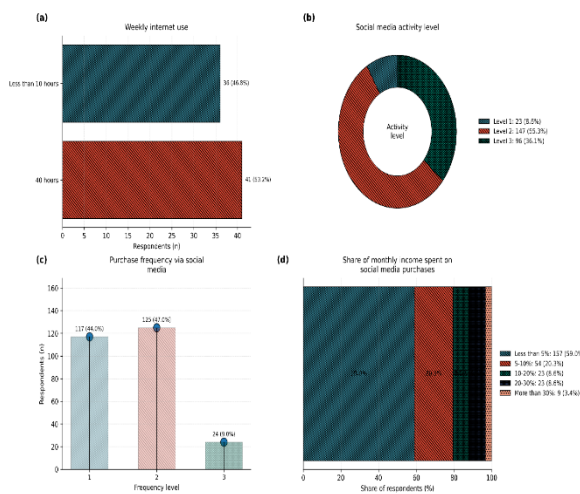 (a)
Weekly internet use
Less than 10 hours
36 (46.8%)
40 hours
41 (53.2%)
0 5 10 15 20 25 30 35 40
Respondents (n)
(b)
Social media activity level
Activity
level
Level 1: 23 (8.6%)
Level 2: 147 (55.3%)
Level 3: 96 (36.1%)
(c)
Purchase frequency via social
media
160
140
120
100
80
60
40
20
0
Respondents (n)
117 (44.0%)
125 (47.0%)
24 (9.0%)
1 2 3
Frequency level
(d)
Share of monthly income spent on
social media purchases
59.0%
20.3%
Less than 5%: 157 (59.0%
5-10%: 54 (20.3%)
10-20%: 23 (8.6%)
20-30%: 23 (8.6%)
More than 30%: 9 (3.4%)
0 20 40 60 80 100
Share of respondents (%)